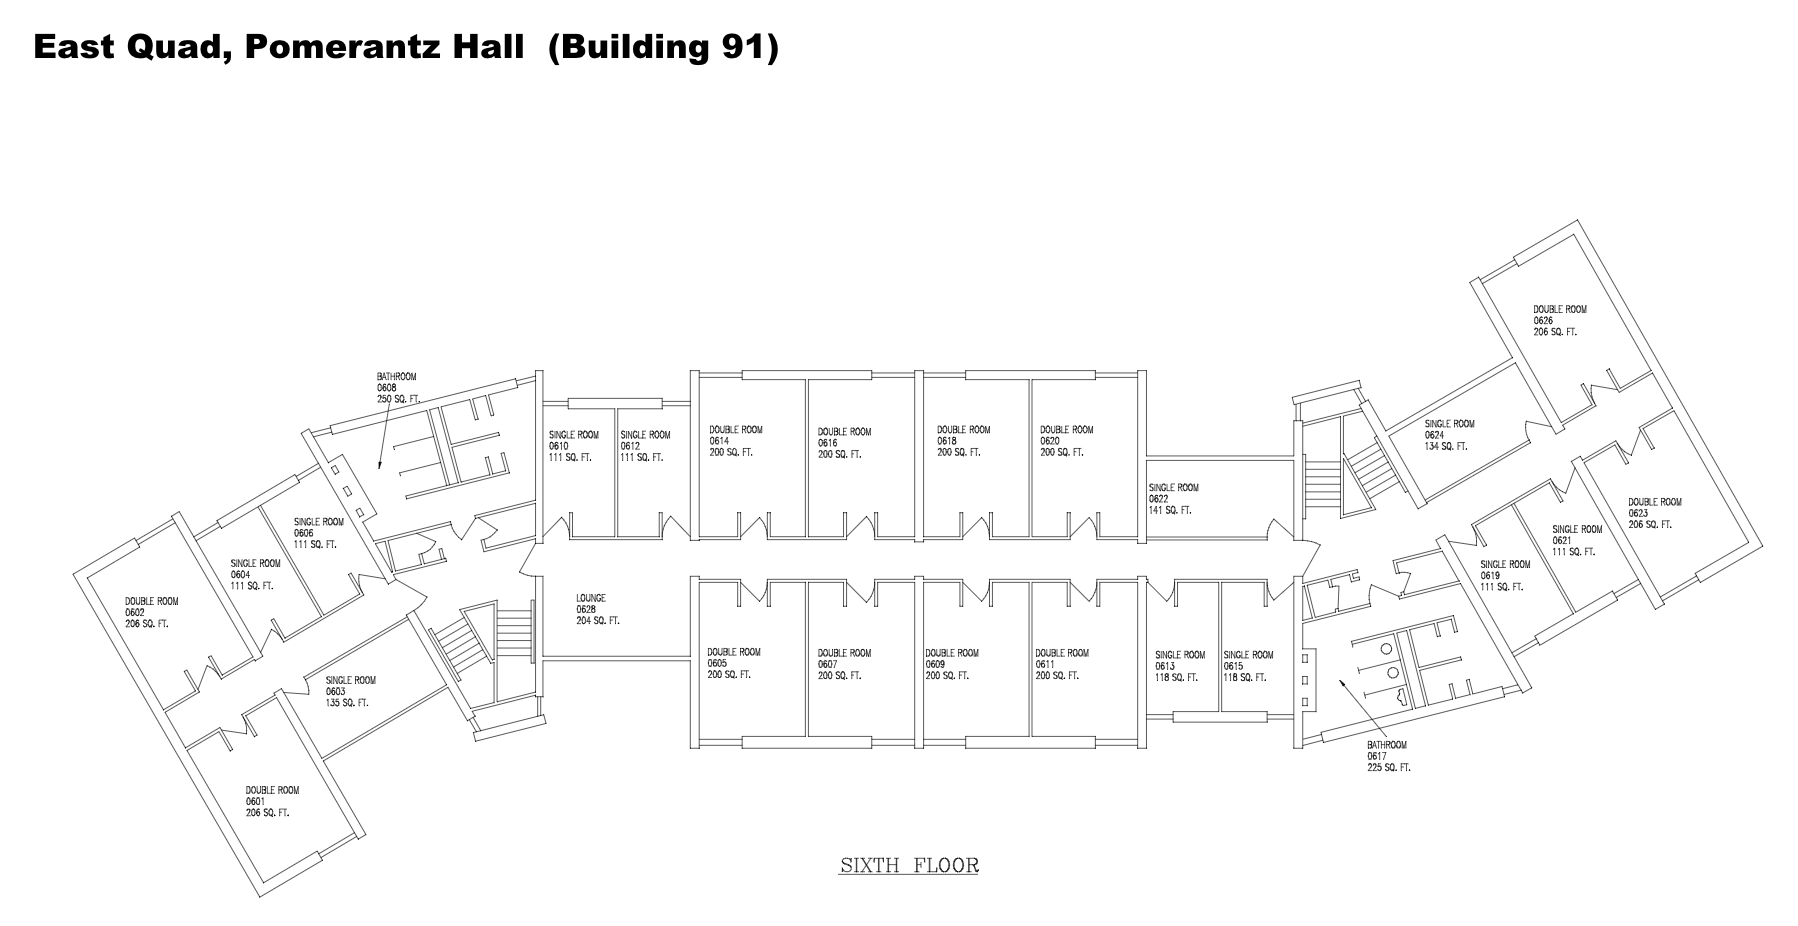 East Quad, Pomerantz Hall (Building 91)
DOUBLE ROOM
0626
206 SQ. FT.
BATHROOM
0608
250 SQ. FT.
SINGLE ROOM
0610
111 SQ. FT.
SINGLE ROOM
0612
111 SQ. FT.
DOUBLE ROOM
0614
200 SQ. FT.
DOUBLE ROOM
0616
200 SQ. FT.
DOUBLE ROOM
0618
200 SQ. FT.
DOUBLE ROOM
0620
200 SQ. FT.
SINGLE ROOM
0624
134 SQ. FT.
SINGLE ROOM
0622
141 SQ. FT.
DOUBLE ROOM
0623
206 SQ. FT.
SINGLE ROOM
0606
111 SQ. FT.
SINGLE ROOM
0621
111 SQ. FT.
SINGLE ROOM
0604
111 SQ. FT.
SINGLE ROOM
0619
111 SQ. FT.
DOUBLE ROOM
0602
206 SQ. FT.
LOUNGE
0628
204 SQ. FT.
SINGLE ROOM
0603
135 SQ. FT.
DOUBLE ROOM
0605
200 SQ. FT.
DOUBLE ROOM
0607
200 SQ. FT.
DOUBLE ROOM
0609
200 SQ. FT.
DOUBLE ROOM
0611
200 SQ. FT.
SINGLE ROOM
0613
118 SQ. FT.
SINGLE ROOM
0615
118 SQ. FT.
BATHROOM
0617
225 SQ. FT.
DOUBLE ROOM
0601
206 SQ. FT.
SIXTH FLOOR